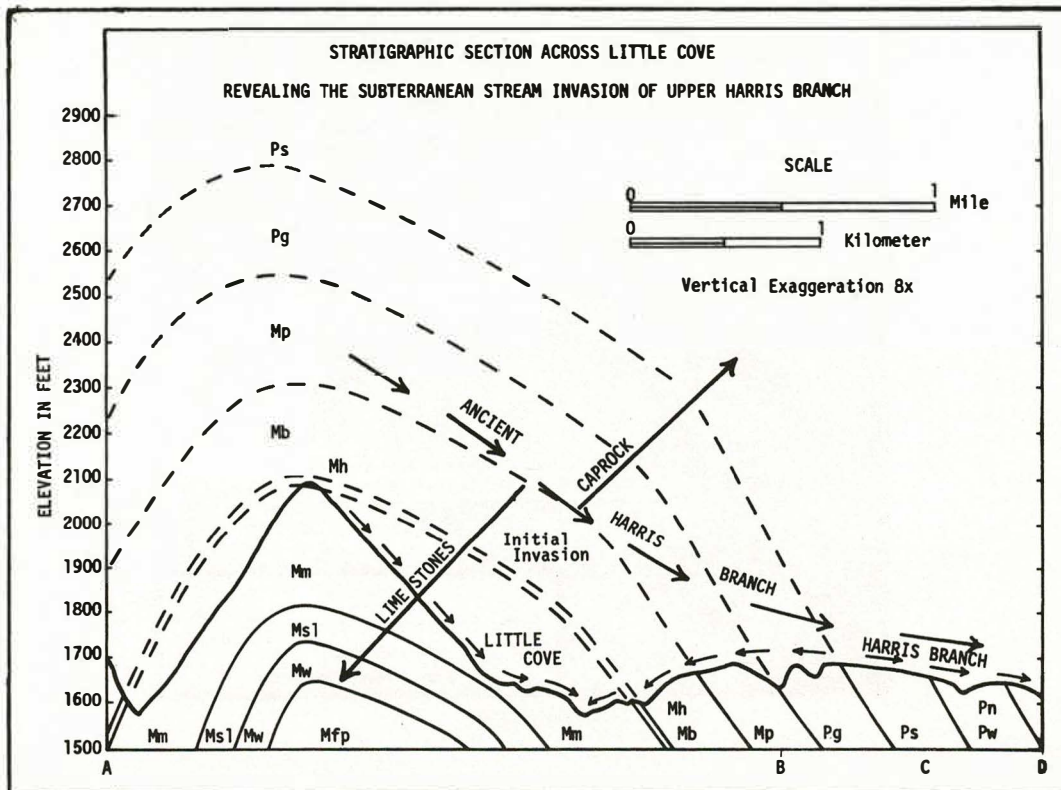 STRATIGRAPHIC SECTION ACROSS LITTLE COVE
REVEALING THE SUBTERRANEAN STREAM INVASION OF UPPER HARRIS BRANCH
2900
2800
2700
2600
2500
2400
2300
2200
2100
2000
1900
1800
1700
1600
1500
ELEVATION IN FEET
SCALE
0 1
Mile
0 1
Kilometer
Vertical Exaggeration 8x
Ps
Pg
Mp
Mb
Mh
Mm
Msl
Mw
ANCIENT
HARRIS
BRANCH
HARRIS BRANCH
CAPROCK
LIME STONES
Initial
Invasion
LITTLE
COVE
Mm Msl Mw Mfp Mm Mh Mb Mp Pg Ps Pn Pw
A B C D